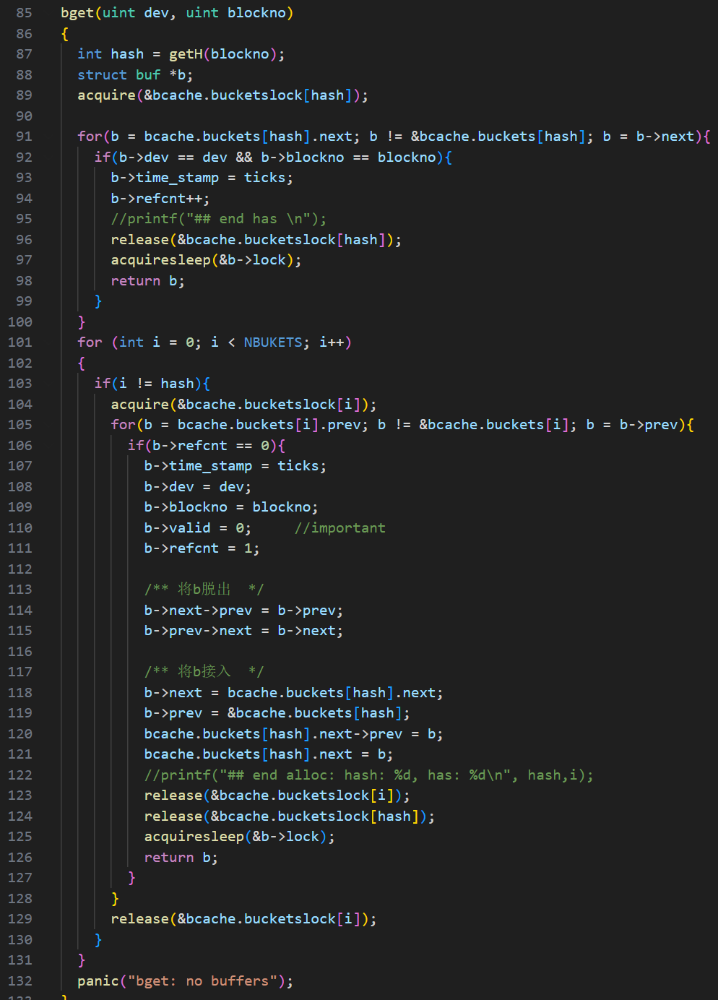 85 bget(uint dev, uint blockno)
86 {
87 int hash = getH(blockno);
88 struct buf *b;
89 acquire(&bcache.bucketslock[hash]);
90
91 for(b = bcache.buckets[hash].next; b != &bcache.buckets[hash]; b = b->next){
92 if(b->dev == dev && b->blockno == blockno){
93 b->time_stamp = ticks;
94 b->refcnt++;
95 //printf("## end has \n");
96 release(&bcache.bucketslock[hash]);
97 acquiresleep(&b->lock);
98 return b;
99 }
100 }
101 for (int i = 0; i < NBUKETS; i++)
102 {
103 if(i != hash){
104 acquire(&bcache.bucketslock[i]);
105 for(b = bcache.buckets[i].prev; b != &bcache.buckets[i]; b = b->prev){
106 if(b->refcnt == 0){
107 b->time_stamp = ticks;
108 b->dev = dev;
109 b->blockno = blockno;
110 b->valid = 0; //important
111 b->refcnt = 1;
112
113 /** 将b脱出 */
114 b->next->prev = b->prev;
115 b->prev->next = b->next;
116
117 /** 将b接入 */
118 b->next = bcache.buckets[hash].next;
119 b->prev = &bcache.buckets[hash];
120 bcache.buckets[hash].next->prev = b;
121 bcache.buckets[hash].next = b;
122 //printf("## end alloc: hash: %d, has: %d\n", hash,i);
123 release(&bcache.bucketslock[i]);
124 release(&bcache.bucketslock[hash]);
125 acquiresleep(&b->lock);
126 return b;
127 }
128 }
129 release(&bcache.bucketslock[i]);
130 }
131 }
132 panic("bget: no buffers");
133 }